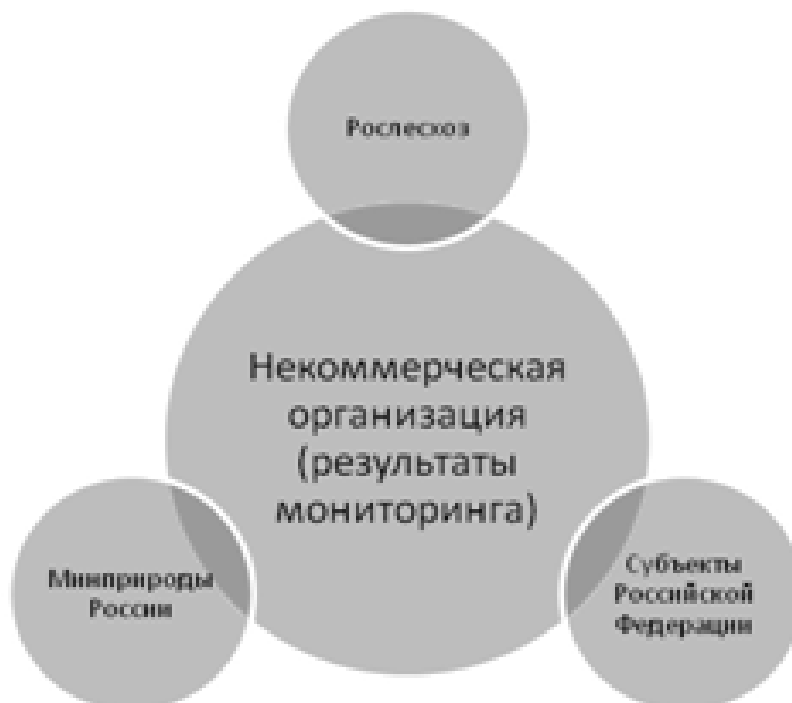 Рослесхоз
Некоммерческая
организация
(результаты
мониторинга)
Минприроды
России
Субъекты
Российской
Федерации